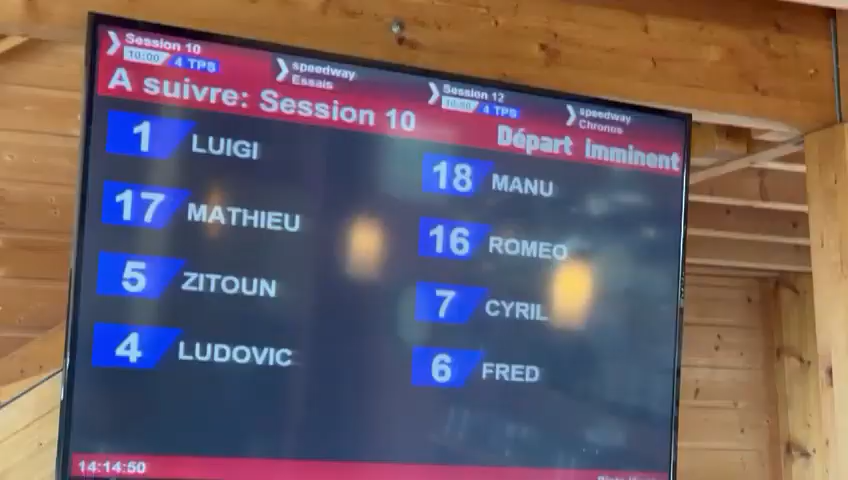 Session 10
10:00 4 TPS
speedway
Essais
Session 12
10:00 4 TPS
speedway
Chronos
A suivre: Session 10
Départ imminent
1 LUIGI
17 MATHIEU
5 ZITOUN
4 LUDOVIC
18 MANU
16 ROMEO
7 CYRIL
6 FRED
14:14:50